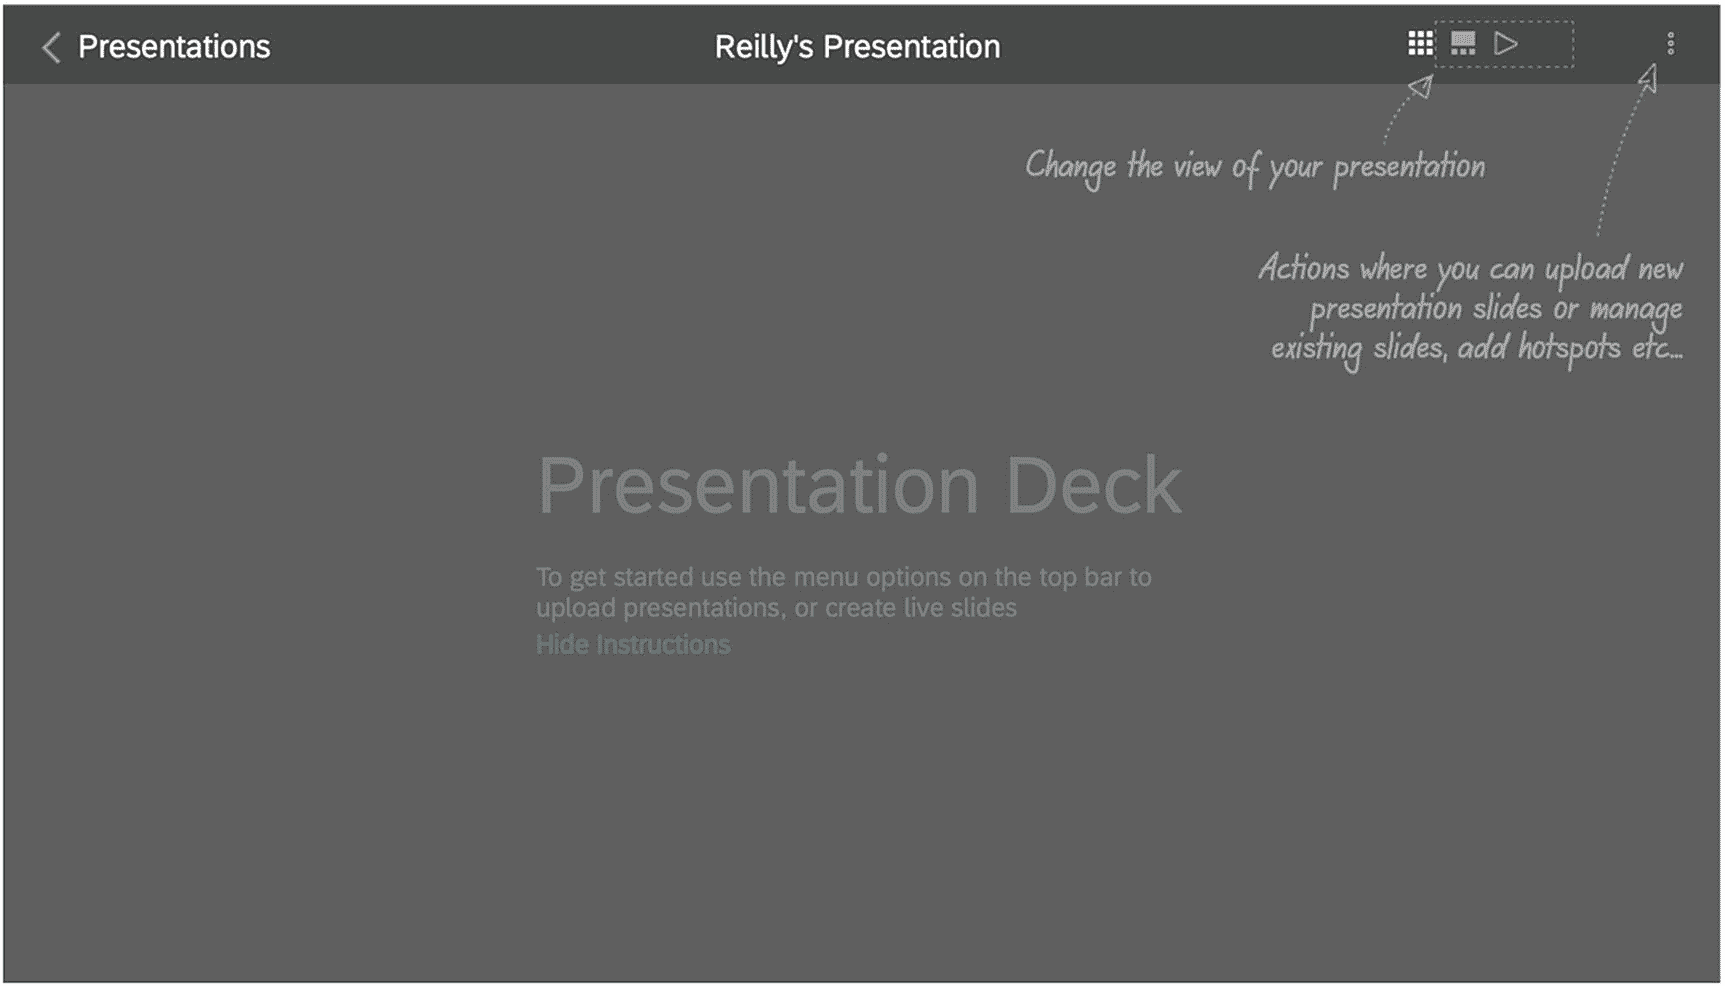 Presentations
Reilly's Presentation
Change the view of your presentation
Actions where you can upload new
presentation slides or manage
existing slides, add hotspots etc...
Presentation Deck
To get started use the menu options on the top bar to
upload presentations, or create live slides
Hide Instructions